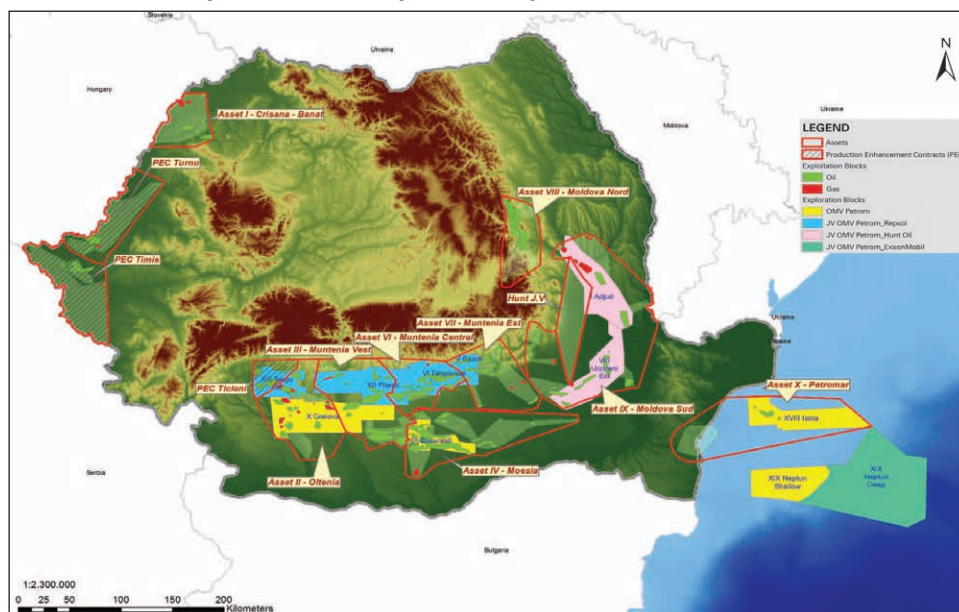 Slovakia
Ukraine
N
Hungary
Asset I - Crisana - Banat
Ukraine
Moldova
LEGEND
Assets
Production Enhancement Contracts (PEC
Exploitation Blocks
Oil
Gas
Exploration Blocks
OMV Petrom
JV OMV Petrom_Repsol
JV OMV Petrom_Hunt Oil
JV OMV Petrom_ExxonMobil
PEC Turnu
Asset VIII - Moldova Nord
PEC Timis
Hunt J.V
Adjud
Ukraine
Ukraine
Asset VII - Muntenia Est
Asset VI - Muntenia Central
Asset III - Muntenia Vest
XII Pitesti
VIII
Urziceni
Est
PEC Ticleni
Asset X - Petromar
X Craiova
Asset IX - Moldova Sud
XVIII Istria
Asset IV - Moesia
Asset II - Oltenia
Serbia
XIX Neptun
Shallow
XIX
Neptun
Deep
Bulgaria
1:2.300.000
0 25 50 100 150 200
Kilometers